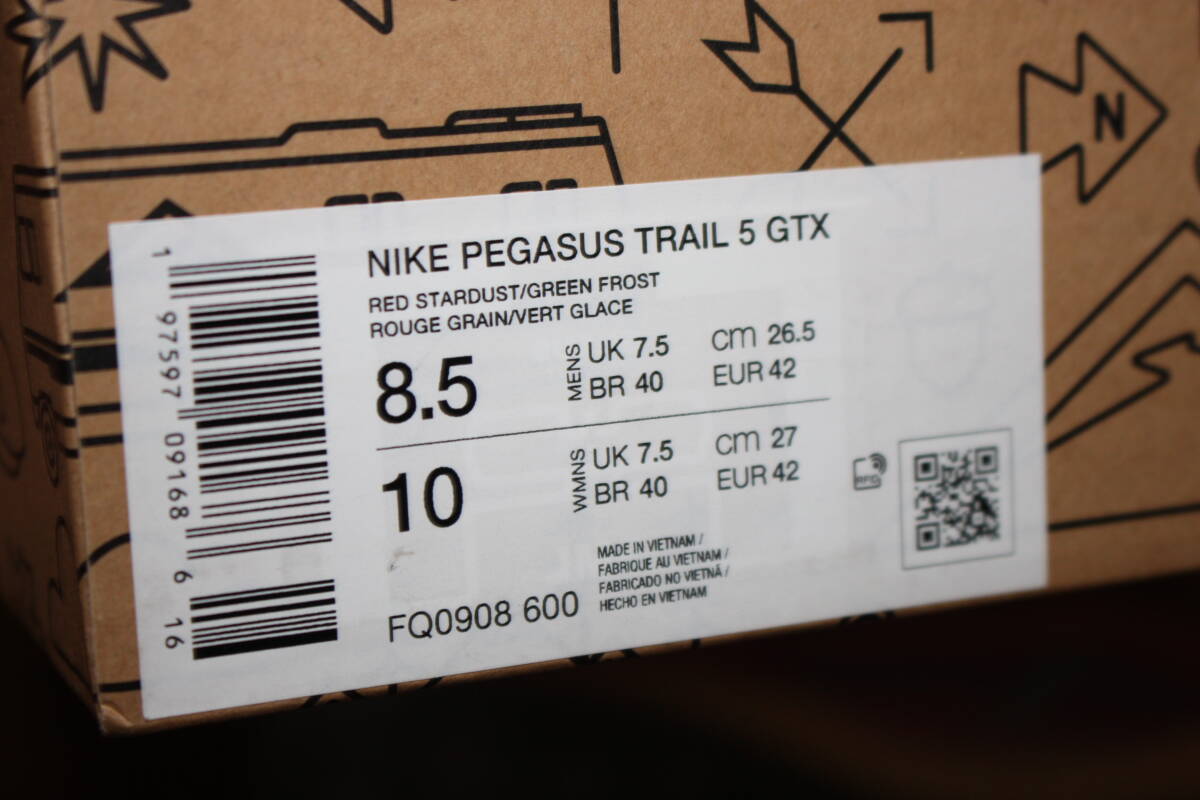 NIKE PEGASUS TRAIL 5 GTX
RED STARDUST/GREEN FROST
ROUGE GRAIN/VERT GLACE
8.5
MENS
UK 7.5
BR 40
cm 26.5
EUR 42
10
WMNS
UK 7.5
BR 40
cm 27
EUR 42
MADE IN VIETNAM /
FABRIQUE AU VIETNAM /
FABRICADO NO VIETNÃ /
HECHO EN VIETNAM
FQ0908 600
1 97597 09168 6 16
RFID
N